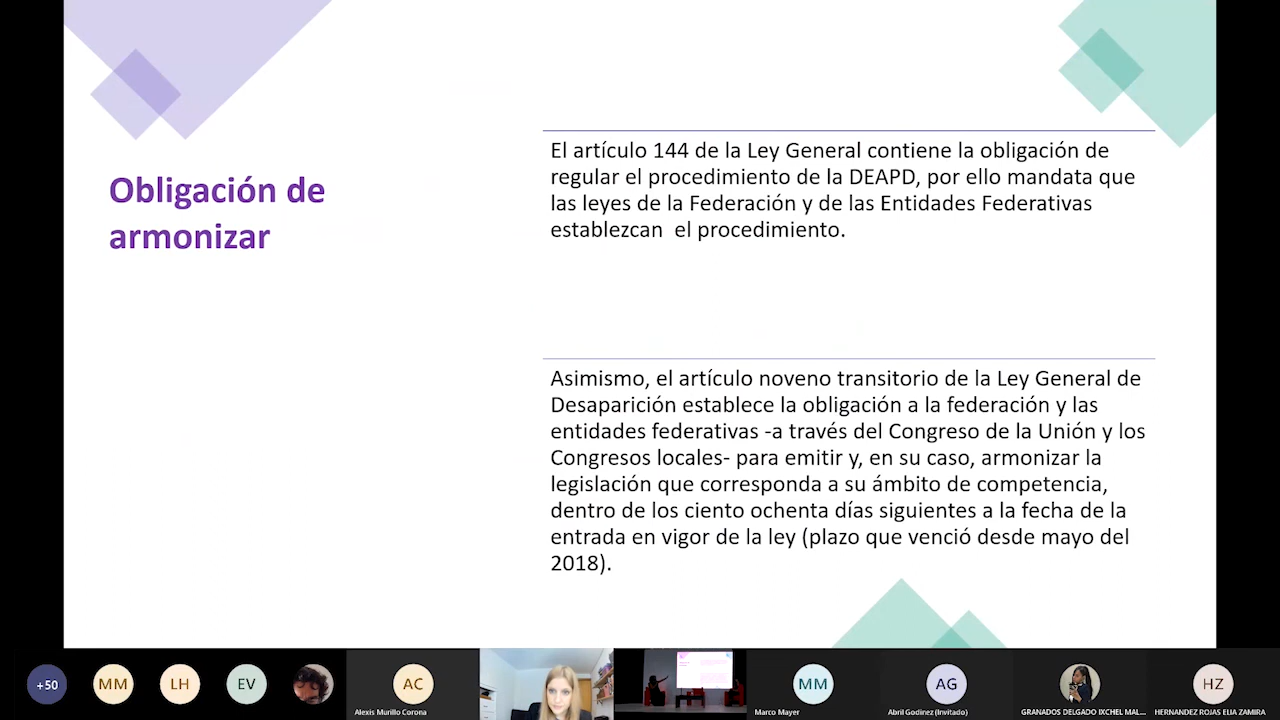 Obligación de
armonizar
El artículo 144 de la Ley General contiene la obligación de
regular el procedimiento de la DEAPD, por ello mandata que
las leyes de la Federación y de las Entidades Federativas
establezcan  el procedimiento.
Asimismo, el artículo noveno transitorio de la Ley General de
Desaparición establece la obligación a la federación y las
entidades federativas -a través del Congreso de la Unión y los
Congresos locales- para emitir y, en su caso, armonizar la
legislación que corresponda a su ámbito de competencia,
dentro de los ciento ochenta días siguientes a la fecha de la
entrada en vigor de la ley (plazo que venció desde mayo del
2018).
+50
MM
LH
EV
AC
Alexis Murillo Corona
MM
Marco Mayer
AG
Abril Godinez (Invitado)
GRANADOS DELGADO IXCHEL MAL...
HZ
HERNANDEZ ROJAS ELIA ZAMIRA